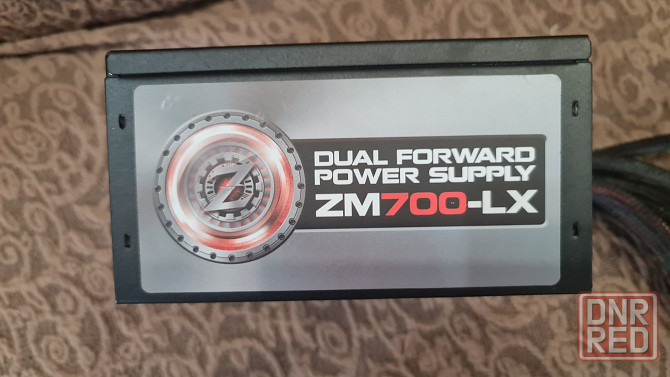 DUAL FORWARD
POWER SUPPLY
ZM700-LX
Z
DNR
RED